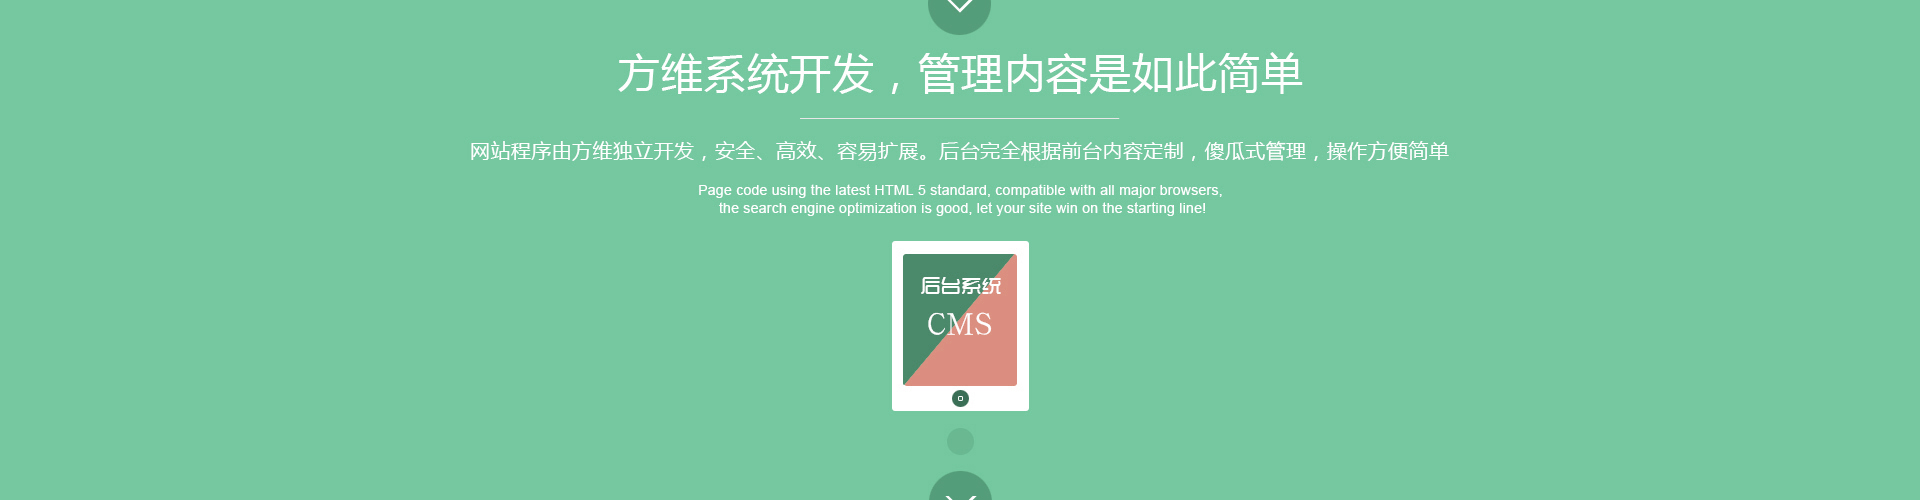 方维系统开发，管理内容是如此简单
网站程序由方维独立开发，安全、高效、容易扩展。后台完全根据前台内容定制，傻瓜式管理，操作方便简单
Page code using the latest HTML 5 standard, compatible with all major browsers,
the search engine optimization is good, let your site win on the starting line!
后台系统
CMS